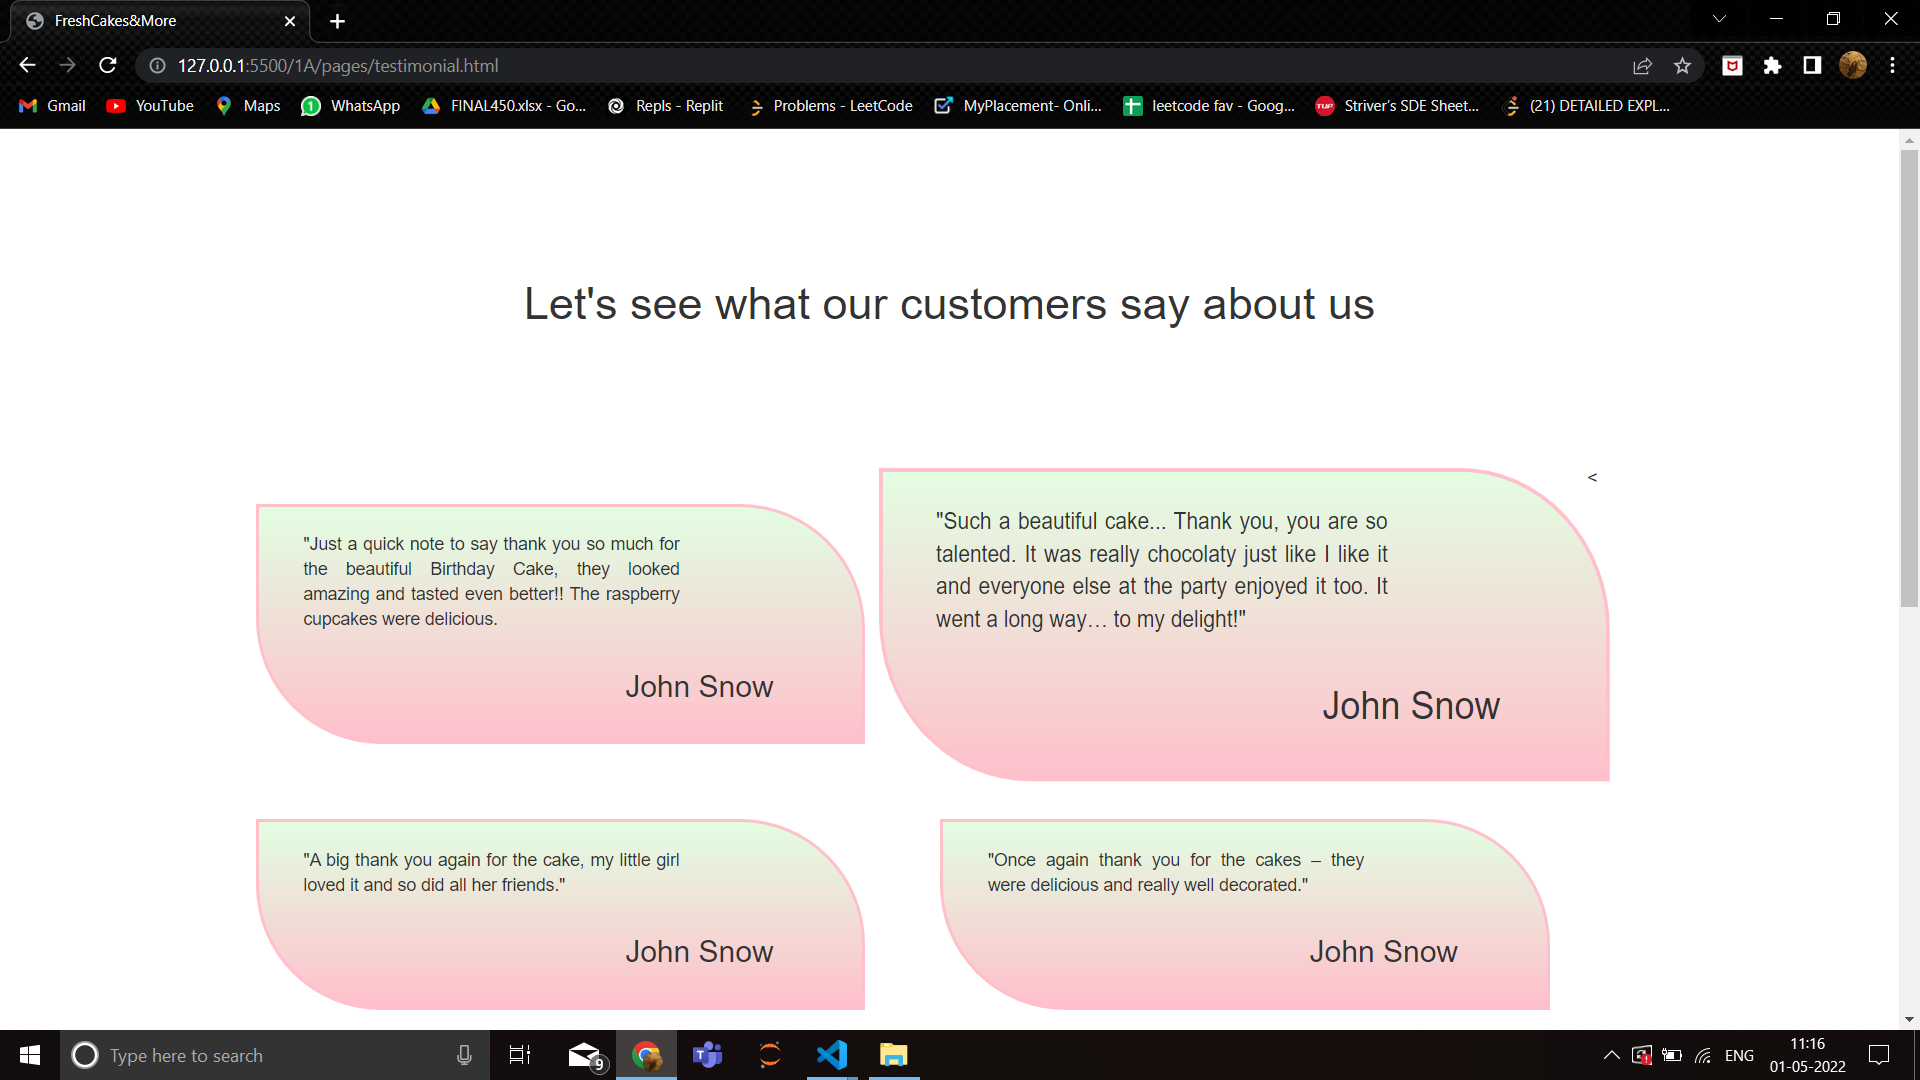 FreshCakes&More
127.0.0.1:5500/1A/pages/testimonial.html
Gmail YouTube Maps WhatsApp FINAL450.xlsx - Go... Repls - Replit Problems - LeetCode MyPlacement- Onli... leetcode fav - Goog... Striver's SDE Sheet... (21) DETAILED EXPL...
Let's see what our customers say about us
<
"Just a quick note to say thank you so much for
the beautiful Birthday Cake, they looked
amazing and tasted even better!! The raspberry
cupcakes were delicious.
John Snow
"Such a beautiful cake... Thank you, you are so
talented. It was really chocolaty just like I like it
and everyone else at the party enjoyed it too. It
went a long way… to my delight!"
John Snow
"A big thank you again for the cake, my little girl
loved it and so did all her friends."
John Snow
"Once again thank you for the cakes – they
were delicious and really well decorated."
John Snow
Type here to search
9
ENG
11:16
01-05-2022